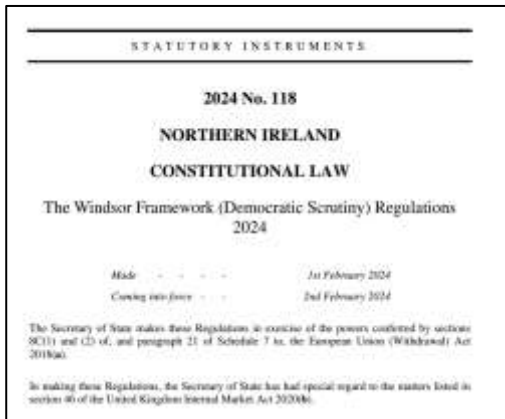 STATUTORY INSTRUMENTS
2024 No. 118
NORTHERN IRELAND
CONSTITUTIONAL LAW
The Windsor Framework (Democratic Scrutiny) Regulations
2024
Made - - - - 1st February 2024
Coming into force - - 2nd February 2024
The Secretary of State makes these Regulations in exercise of the powers conferred by sections
8C(1) and (2) of, and paragraph 21 of Schedule 7 to, the European Union (Withdrawal) Act
2018(a).
In making these Regulations, the Secretary of State has had special regard to the matters listed in
section 46 of the United Kingdom Internal Market Act 2020(b).